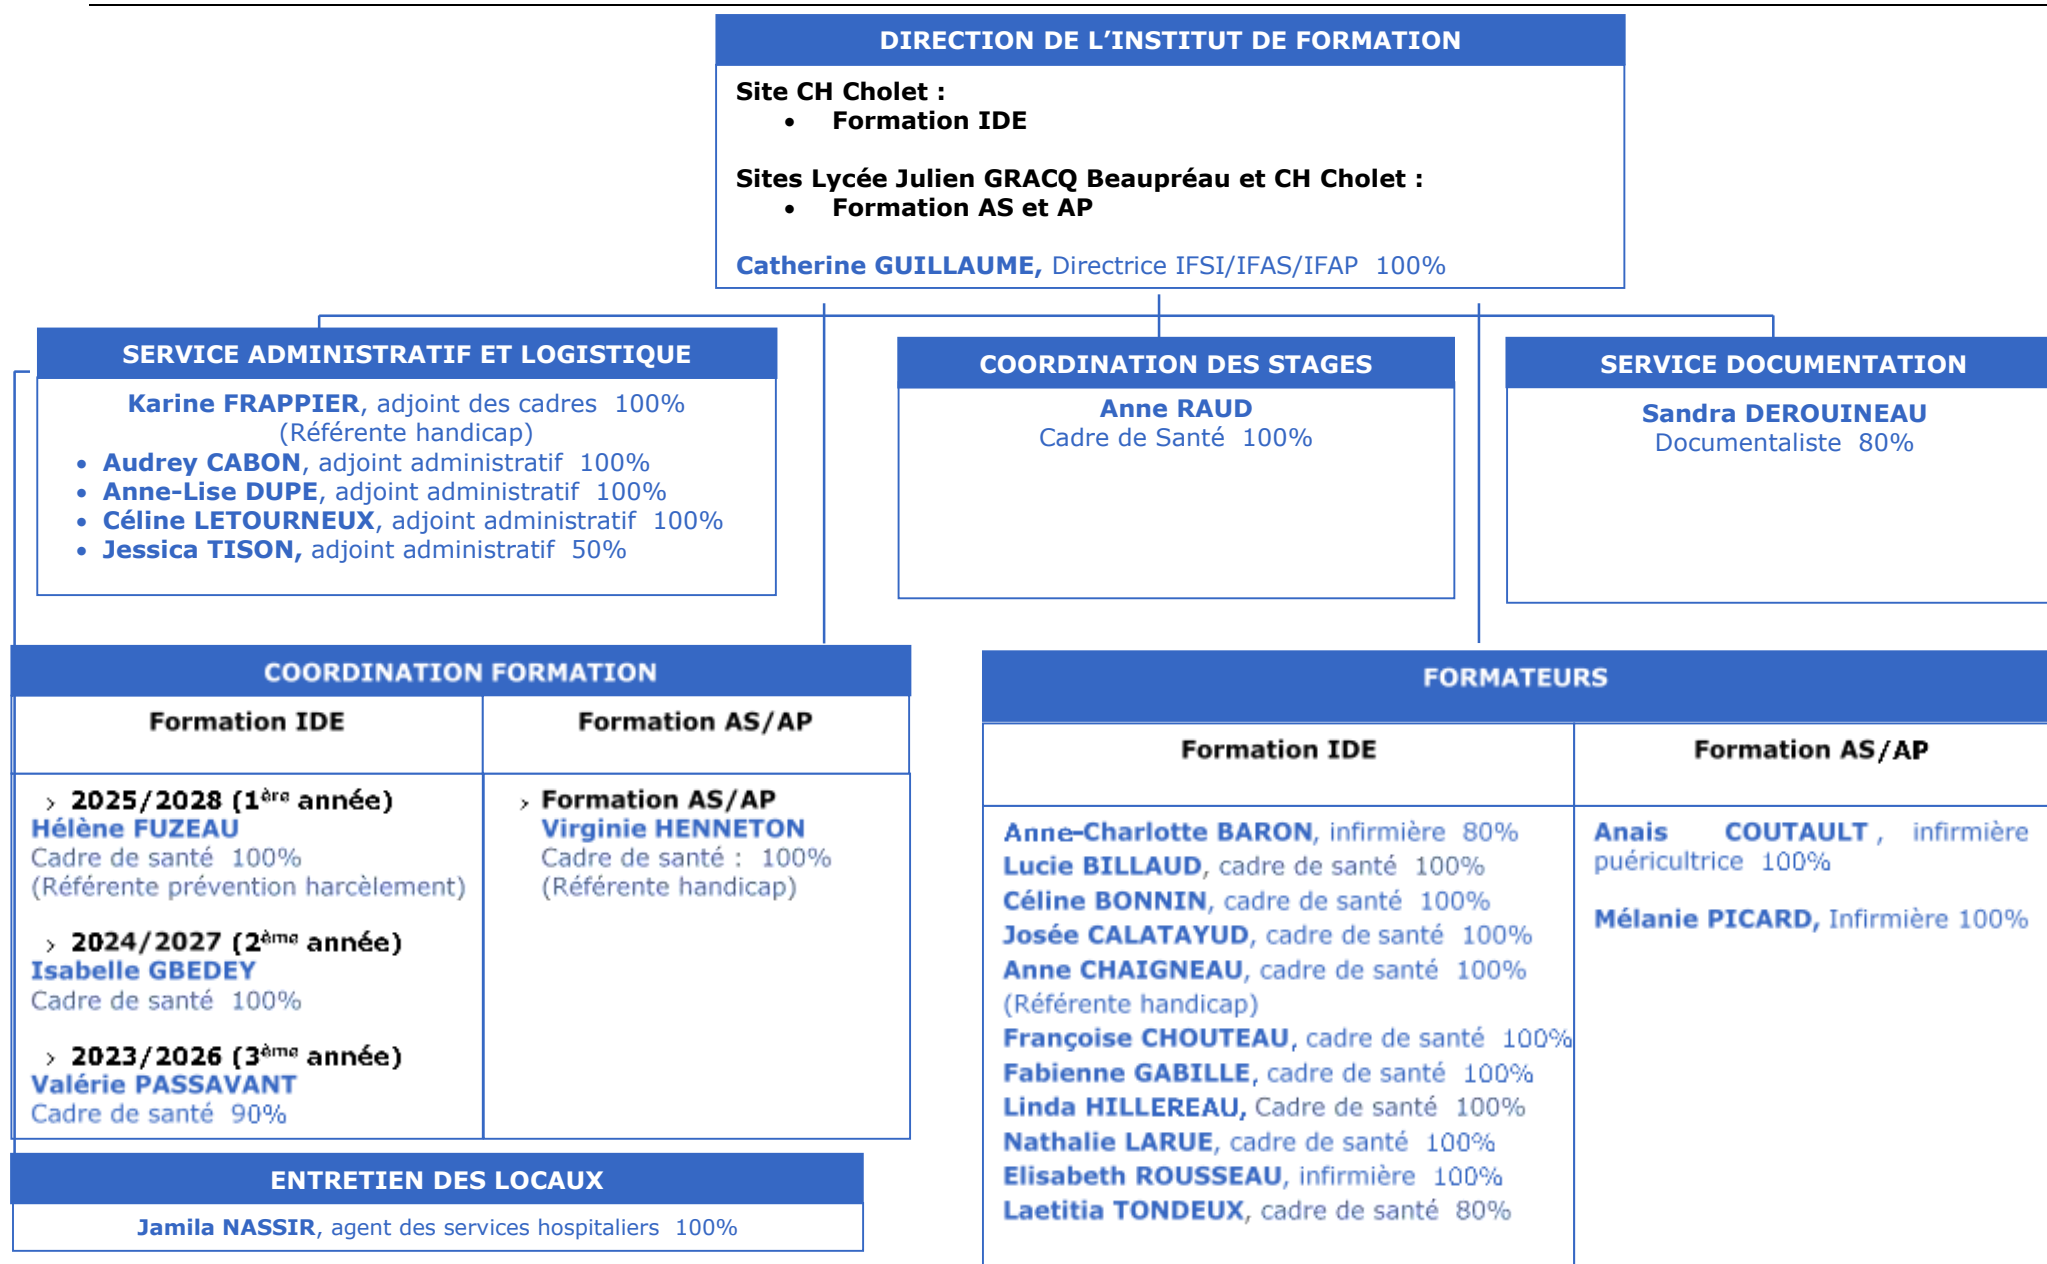 DIRECTION DE L'INSTITUT DE FORMATION
Site CH Cholet :
• Formation IDE
Sites Lycée Julien GRACQ Beaupréau et CH Cholet :
• Formation AS et AP
Catherine GUILLAUME, Directrice IFSI/IFAS/IFAP 100%
SERVICE ADMINISTRATIF ET LOGISTIQUE
Karine FRAPPIER, adjoint des cadres 100%
(Référente handicap)
• Audrey CABON, adjoint administratif 100%
• Anne-Lise DUPE, adjoint administratif 100%
• Céline LETOURNEUX, adjoint administratif 100%
• Jessica TISON, adjoint administratif 50%
COORDINATION DES STAGES
Anne RAUD
Cadre de Santé 100%
SERVICE DOCUMENTATION
Sandra DEROUINEAU
Documentaliste 80%
COORDINATION FORMATION
Formation IDE
> 2025/2028 (1ère année)
Hélène FUZEAU
Cadre de santé 100%
(Référente prévention harcèlement)
> 2024/2027 (2ème année)
Isabelle GBEDEY
Cadre de santé 100%
> 2023/2026 (3ème année)
Valérie PASSAVANT
Cadre de santé 90%
Formation AS/AP
> Formation AS/AP
Virginie HENNETON
Cadre de santé : 100%
(Référente handicap)
FORMATEURS
Formation IDE
Anne-Charlotte BARON, infirmière 80%
Lucie BILLAUD, cadre de santé 100%
Céline BONNIN, cadre de santé 100%
Josée CALATAYUD, cadre de santé 100%
Anne CHAIGNEAU, cadre de santé 100%
(Référente handicap)
Françoise CHOUTEAU, cadre de santé 100%
Fabienne GABILLE, cadre de santé 100%
Linda HILLEREAU, Cadre de santé 100%
Nathalie LARUE, cadre de santé 100%
Elisabeth ROUSSEAU, infirmière 100%
Laetitia TONDEUX, cadre de santé 80%
Formation AS/AP
Anais COUTAULT , infirmière
puéricultrice 100%
Mélanie PICARD, Infirmière 100%
ENTRETIEN DES LOCAUX
Jamila NASSIR, agent des services hospitaliers 100%